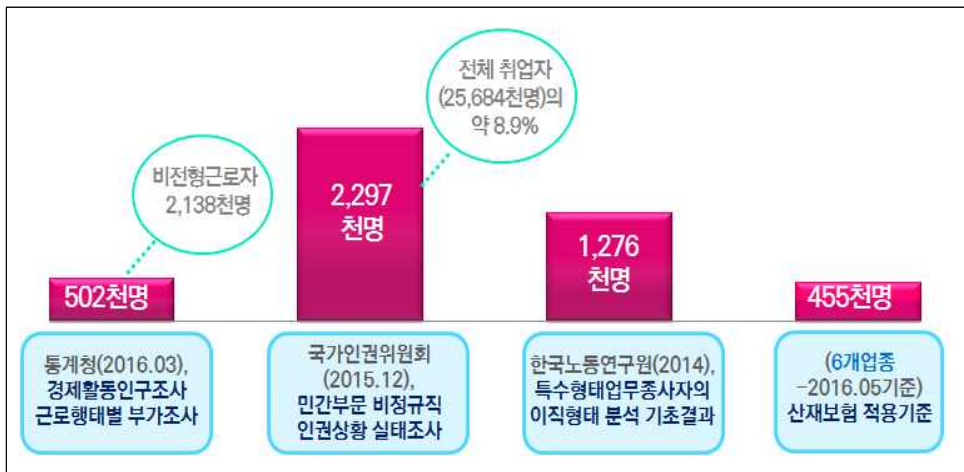 전체 취업자
(25,684천명)의
약 8.9%
비전형근로자
2,138천명
2,297
천명
1,276
천명
502천명
455천명
통계청(2016.03),
경제활동인구조사
근로행태별 부가조사
국가인권위원회
(2015.12),
민간부문 비정규직
인권상황 실태조사
한국노동연구원(2014),
특수형태업무종사자의
이직형태 분석 기초결과
(6개업종
-2016.05기준)
산재보험 적용기준